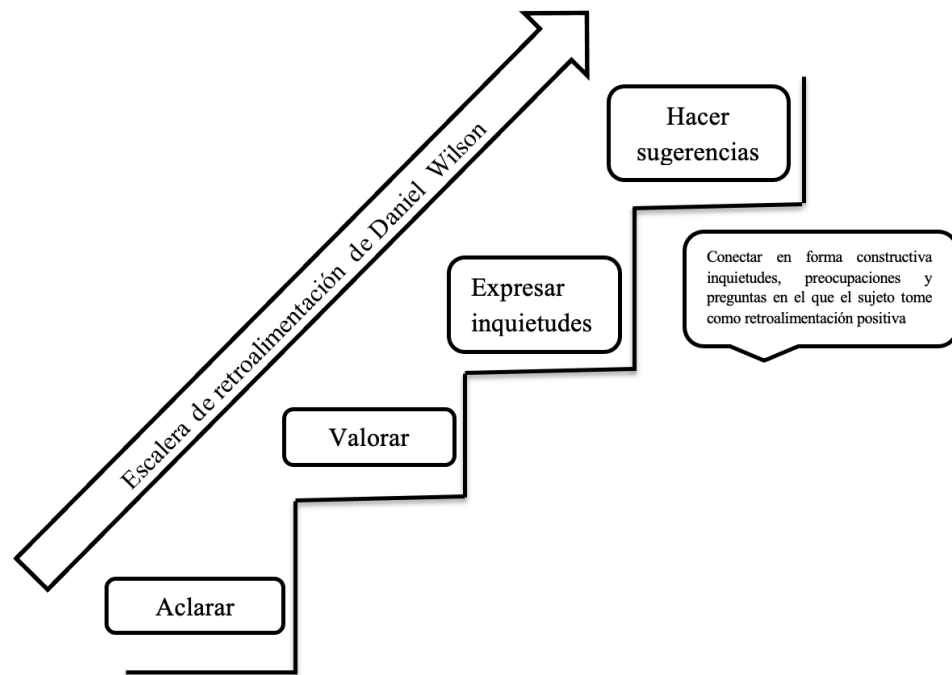 Escalera de retroalimentación de Daniel Wilson
Hacer
sugerencias
Expresar
inquietudes
Conectar en forma constructiva
inquietudes, preocupaciones y
preguntas en el que el sujeto tome
como retroalimentación positiva
Valorar
Aclarar